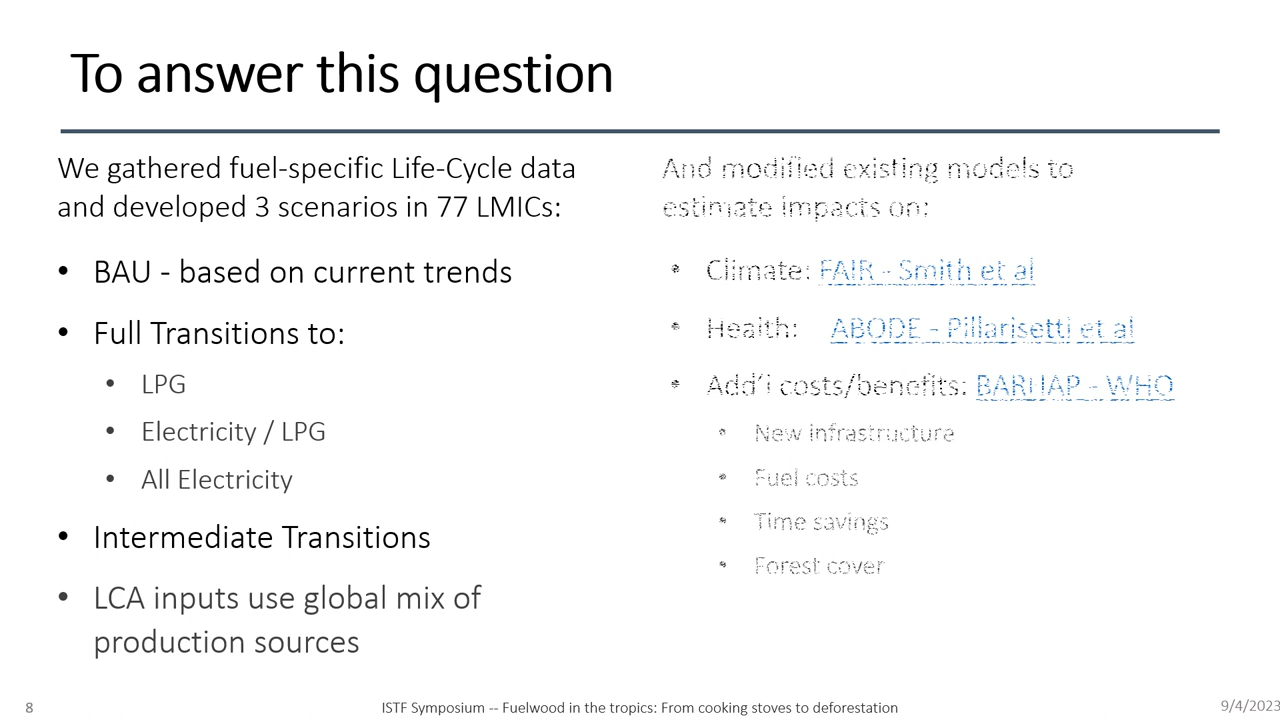 To answer this question
We gathered fuel-specific Life-Cycle data
and developed 3 scenarios in 77 LMICs:
• BAU - based on current trends
• Full Transitions to:
• LPG
• Electricity / LPG
• All Electricity
• Intermediate Transitions
• LCA inputs use global mix of
production sources
And modified existing models to
estimate impacts on:
• Climate: FAIR - Smith et al
• Health: ABODE - Pillarisetti et al
• Add'l costs/benefits: BARHAP - WHO
• New infrastructure
• Fuel costs
• Time savings
• Forest cover
8
ISTF Symposium -- Fuelwood in the tropics: From cooking stoves to deforestation
9/4/2023